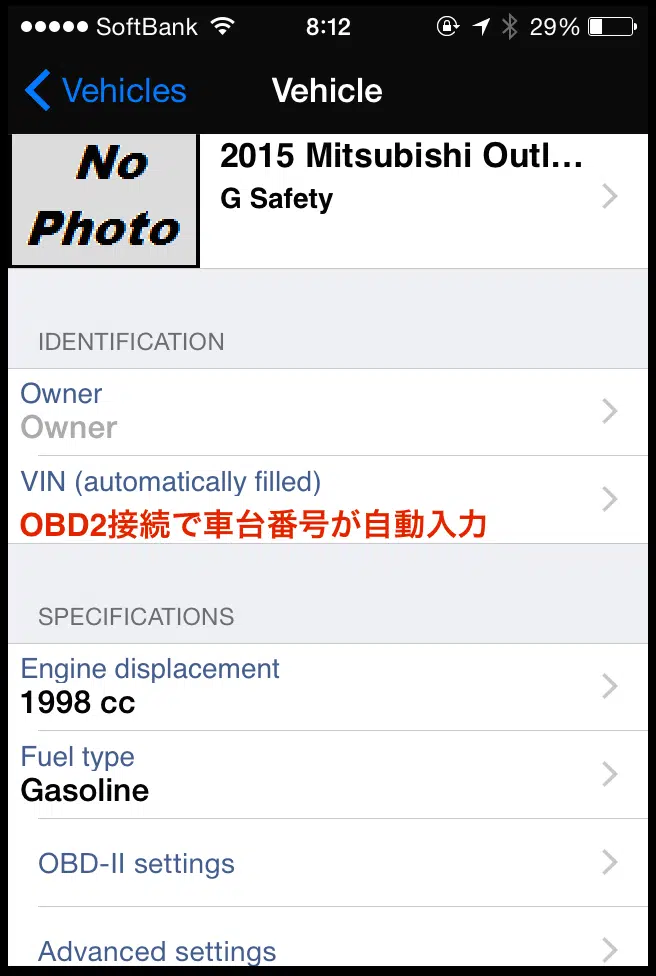 SoftBank 8:12 29%
Vehicles Vehicle
No
Photo
2015 Mitsubishi Outl...
G Safety
IDENTIFICATION
Owner
Owner
VIN (automatically filled)
OBD2接続で車台番号が自動入力
SPECIFICATIONS
Engine displacement
1998 cc
Fuel type
Gasoline
OBD-II settings
Advanced settings